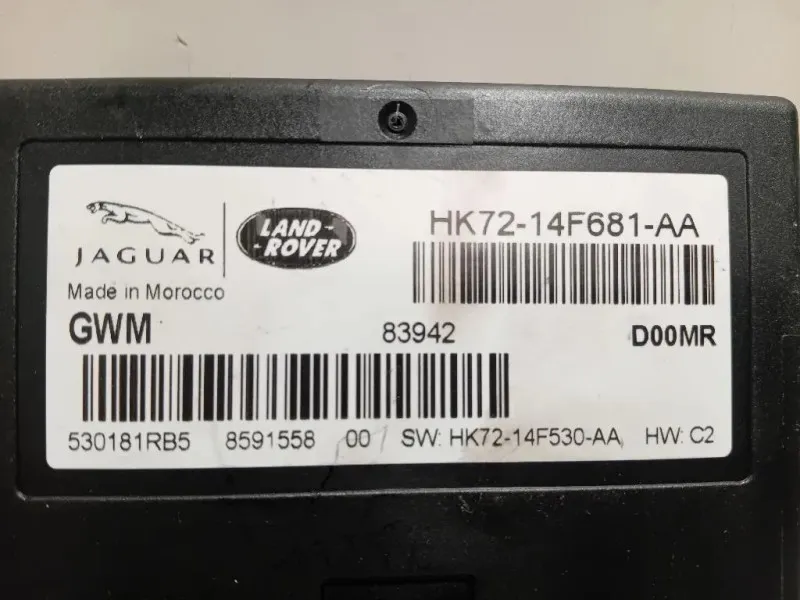 JAGUAR
LAND-
-ROVER
HK72-14F681-AA
Made in Morocco
GWM 83942 D00MR
530181RB5 8591558 00 SW: HK72-14F530-AA HW: C2